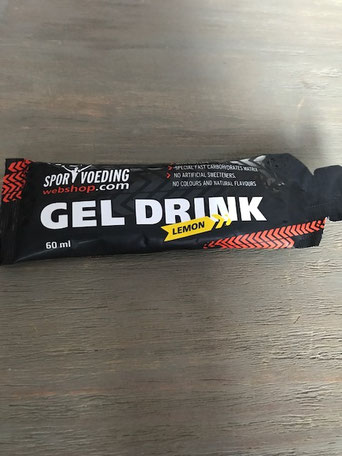 SPORTVOEDING
webshop.com
SPECIAL FAST CARBOHYDRATES MATRIX
NO ARTIFICIAL SWEETENERS.
NO COLOURS AND NATURAL FLAVOURS
GEL DRINK
LEMON
60 ml